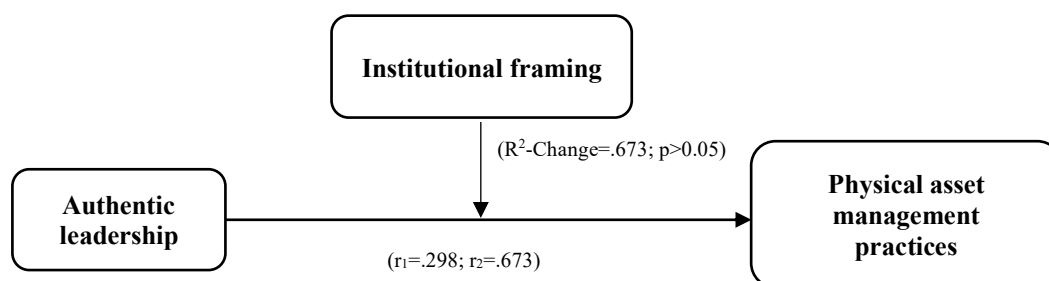 Institutional framing
(R²-Change=.673; p>0.05)
Authentic
leadership
(r₁=.298; r₂=.673)
Physical asset
management
practices